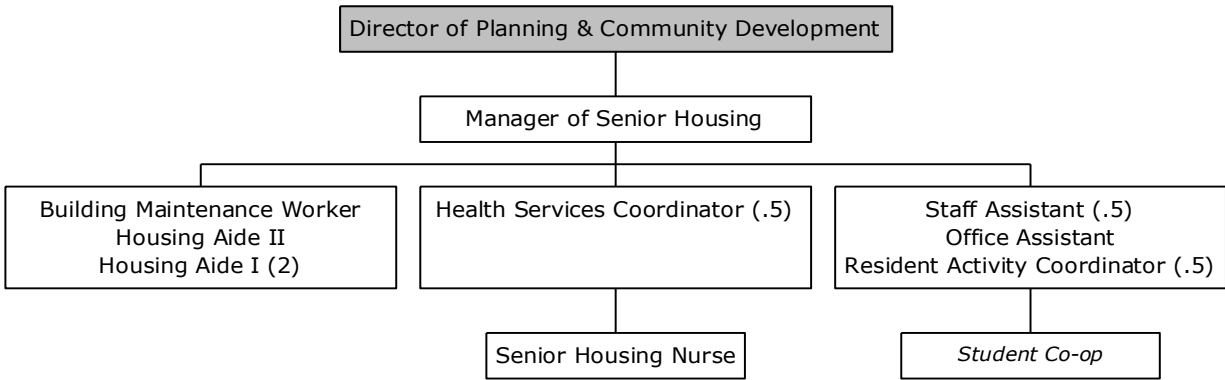 Director of Planning & Community Development
Manager of Senior Housing
Building Maintenance Worker
Housing Aide II
Housing Aide I (2)
Health Services Coordinator (.5)
Staff Assistant (.5)
Office Assistant
Resident Activity Coordinator (.5)
Senior Housing Nurse
Student Co-op